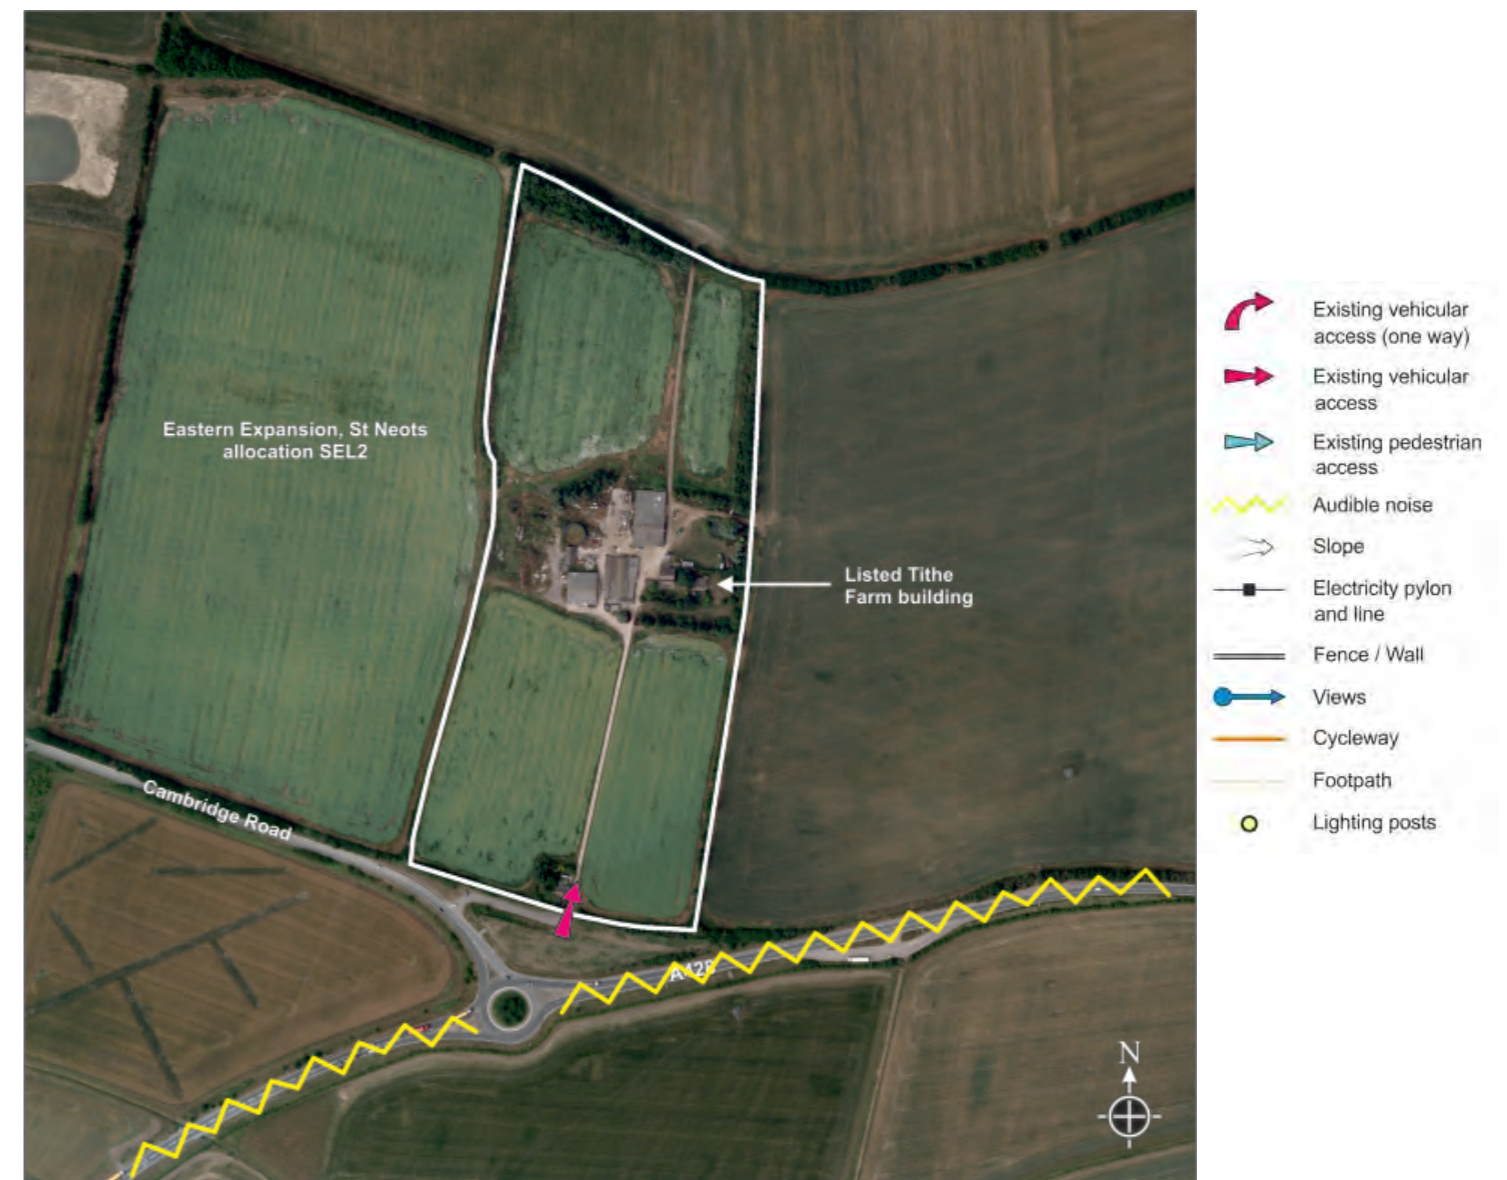 Eastern Expansion, St Neots
allocation SEL2
Listed Tithe
Farm building
Cambridge Road
A428
N
Existing vehicular
access (one way)
Existing vehicular
access
Existing pedestrian
access
Audible noise
Slope
Electricity pylon
and line
Fence / Wall
Views
Cycleway
Footpath
Lighting posts